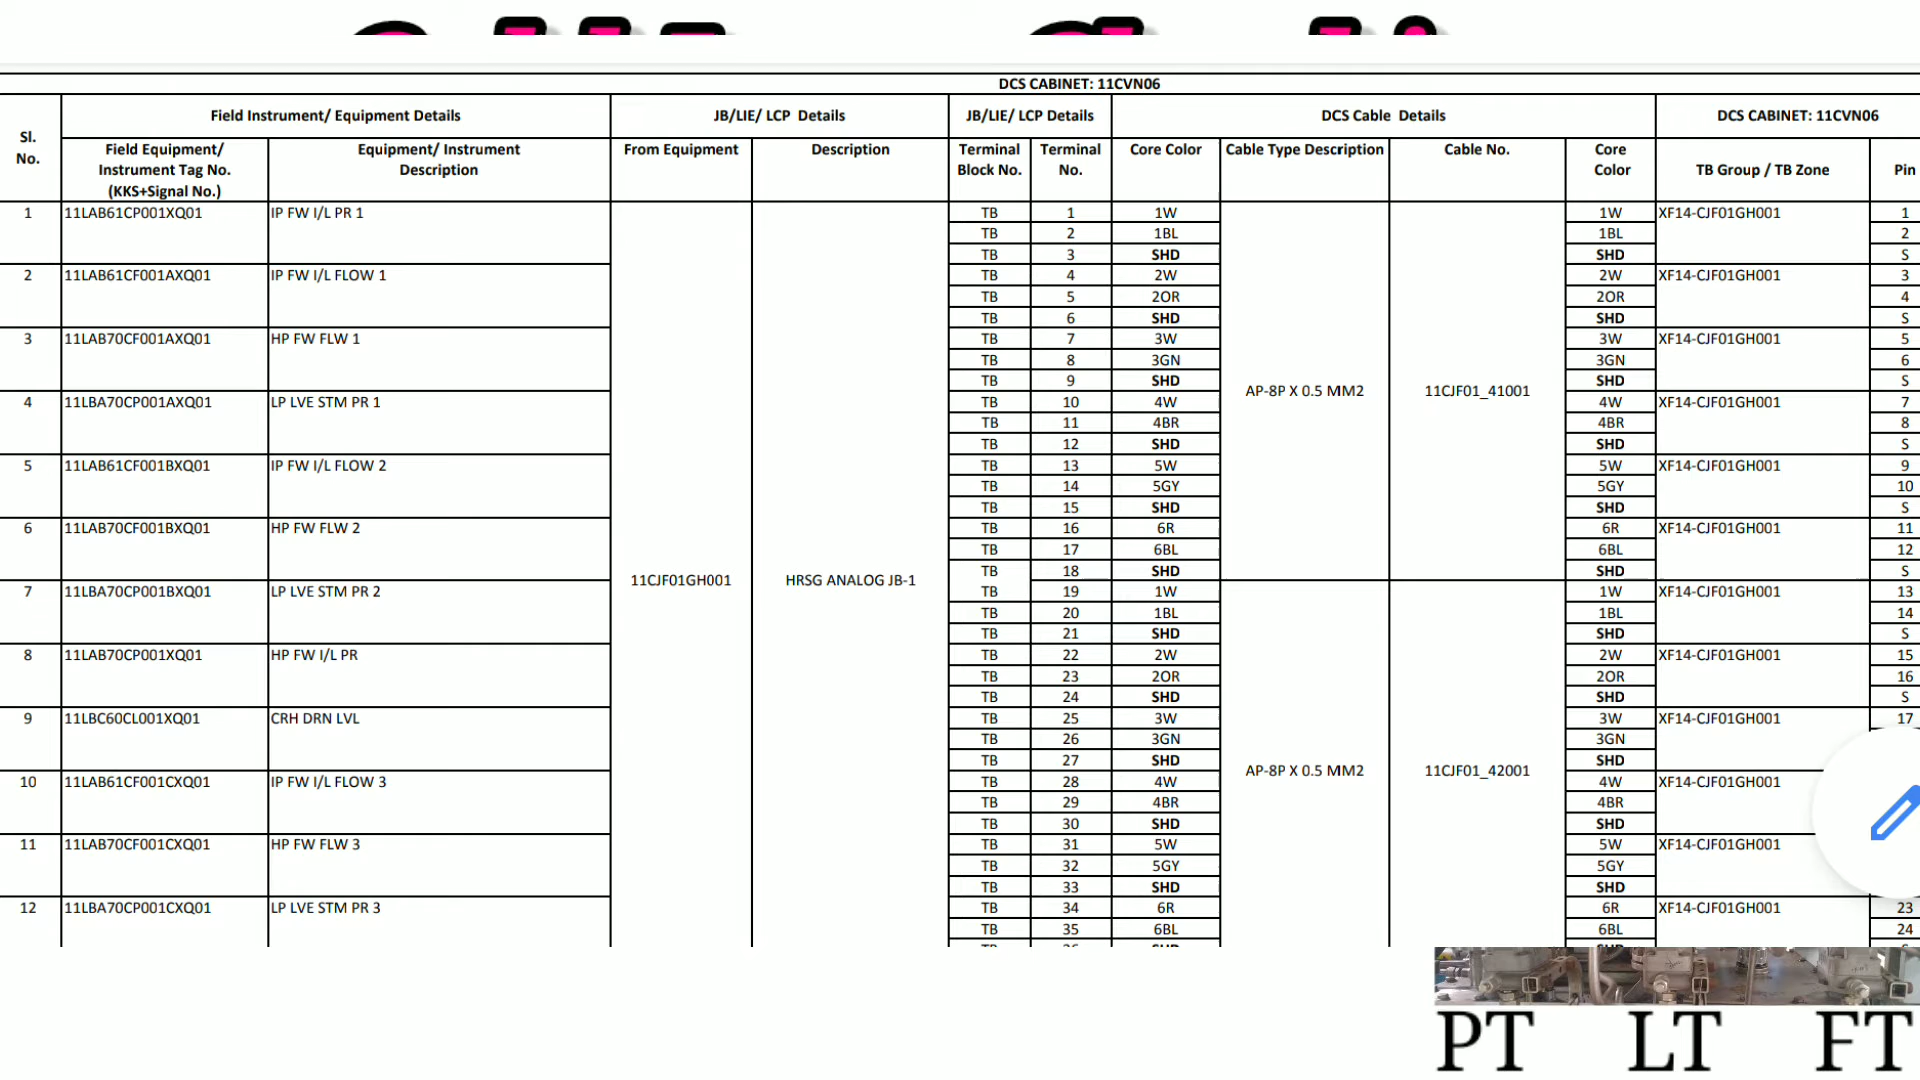 DCS CABINET: 11CVN06
Sl. No. Field Instrument/ Equipment Details JB/LIE/ LCP Details JB/LIE/ LCP Details DCS Cable Details DCS CABINET: 11CVN06
Field Equipment/ Instrument Tag No. (KKS+Signal No.) Equipment/ Instrument Description From Equipment Description Terminal Block No. Terminal No. Core Color Cable Type Description Cable No. Core Color TB Group / TB Zone Pin
1 11LAB61CP001XQ01 IP FW I/L PR 1 TB 1 1W 1W XF14-CJF01GH001 1
TB 2 1BL 1BL 2
TB 3 SHD SHD S
2 11LAB61CF001AXQ01 IP FW I/L FLOW 1 TB 4 2W 2W XF14-CJF01GH001 3
TB 5 2OR 2OR 4
TB 6 SHD SHD S
3 11LAB70CF001AXQ01 HP FW FLW 1 TB 7 3W 3W XF14-CJF01GH001 5
TB 8 3GN 3GN 6
TB 9 SHD SHD S
AP-8P X 0.5 MM2 11CJF01_41001
4 11LBA70CP001AXQ01 LP LVE STM PR 1 TB 10 4W 4W XF14-CJF01GH001 7
TB 11 4BR 4BR 8
TB 12 SHD SHD S
5 11LAB61CF001BXQ01 IP FW I/L FLOW 2 TB 13 5W 5W XF14-CJF01GH001 9
TB 14 5GY 5GY 10
TB 15 SHD SHD S
6 11LAB70CF001BXQ01 HP FW FLW 2 TB 16 6R 6R XF14-CJF01GH001 11
TB 17 6BL 6BL 12
TB 18 SHD SHD S
11CJF01GH001 HRSG ANALOG JB-1
7 11LBA70CP001BXQ01 LP LVE STM PR 2 TB 19 1W 1W XF14-CJF01GH001 13
TB 20 1BL 1BL 14
TB 21 SHD SHD S
8 11LAB70CP001XQ01 HP FW I/L PR TB 22 2W 2W XF14-CJF01GH001 15
TB 23 2OR 2OR 16
TB 24 SHD SHD S
9 11LBC60CL001XQ01 CRH DRN LVL TB 25 3W 3W XF14-CJF01GH001 17
TB 26 3GN 3GN
TB 27 SHD SHD
AP-8P X 0.5 MM2 11CJF01_42001
10 11LAB61CF001CXQ01 IP FW I/L FLOW 3 TB 28 4W 4W XF14-CJF01GH001
TB 29 4BR 4BR
TB 30 SHD SHD
11 11LAB70CF001CXQ01 HP FW FLW 3 TB 31 5W 5W XF14-CJF01GH001
TB 32 5GY 5GY
TB 33 SHD SHD
12 11LBA70CP001CXQ01 LP LVE STM PR 3 TB 34 6R 6R XF14-CJF01GH001 23
TB 35 6BL 6BL 24
PT LT FT